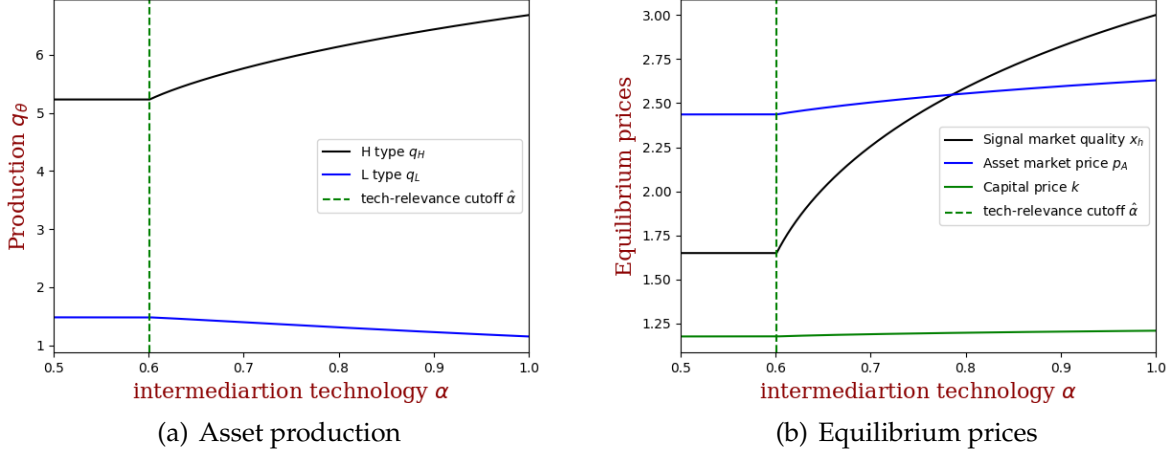 Production qθ
6
5
4
3
2
1
H type qH
L type qL
tech-relevance cutoff α̂
0.5 0.6 0.7 0.8 0.9 1.0
intermediartion technology α
(a) Asset production
Equilibrium prices
3.00
2.75
2.50
2.25
2.00
1.75
1.50
1.25
Signal market quality xh
Asset market price pA
Capital price k
tech-relevance cutoff α̂
0.5 0.6 0.7 0.8 0.9 1.0
intermediartion technology α
(b) Equilibrium prices